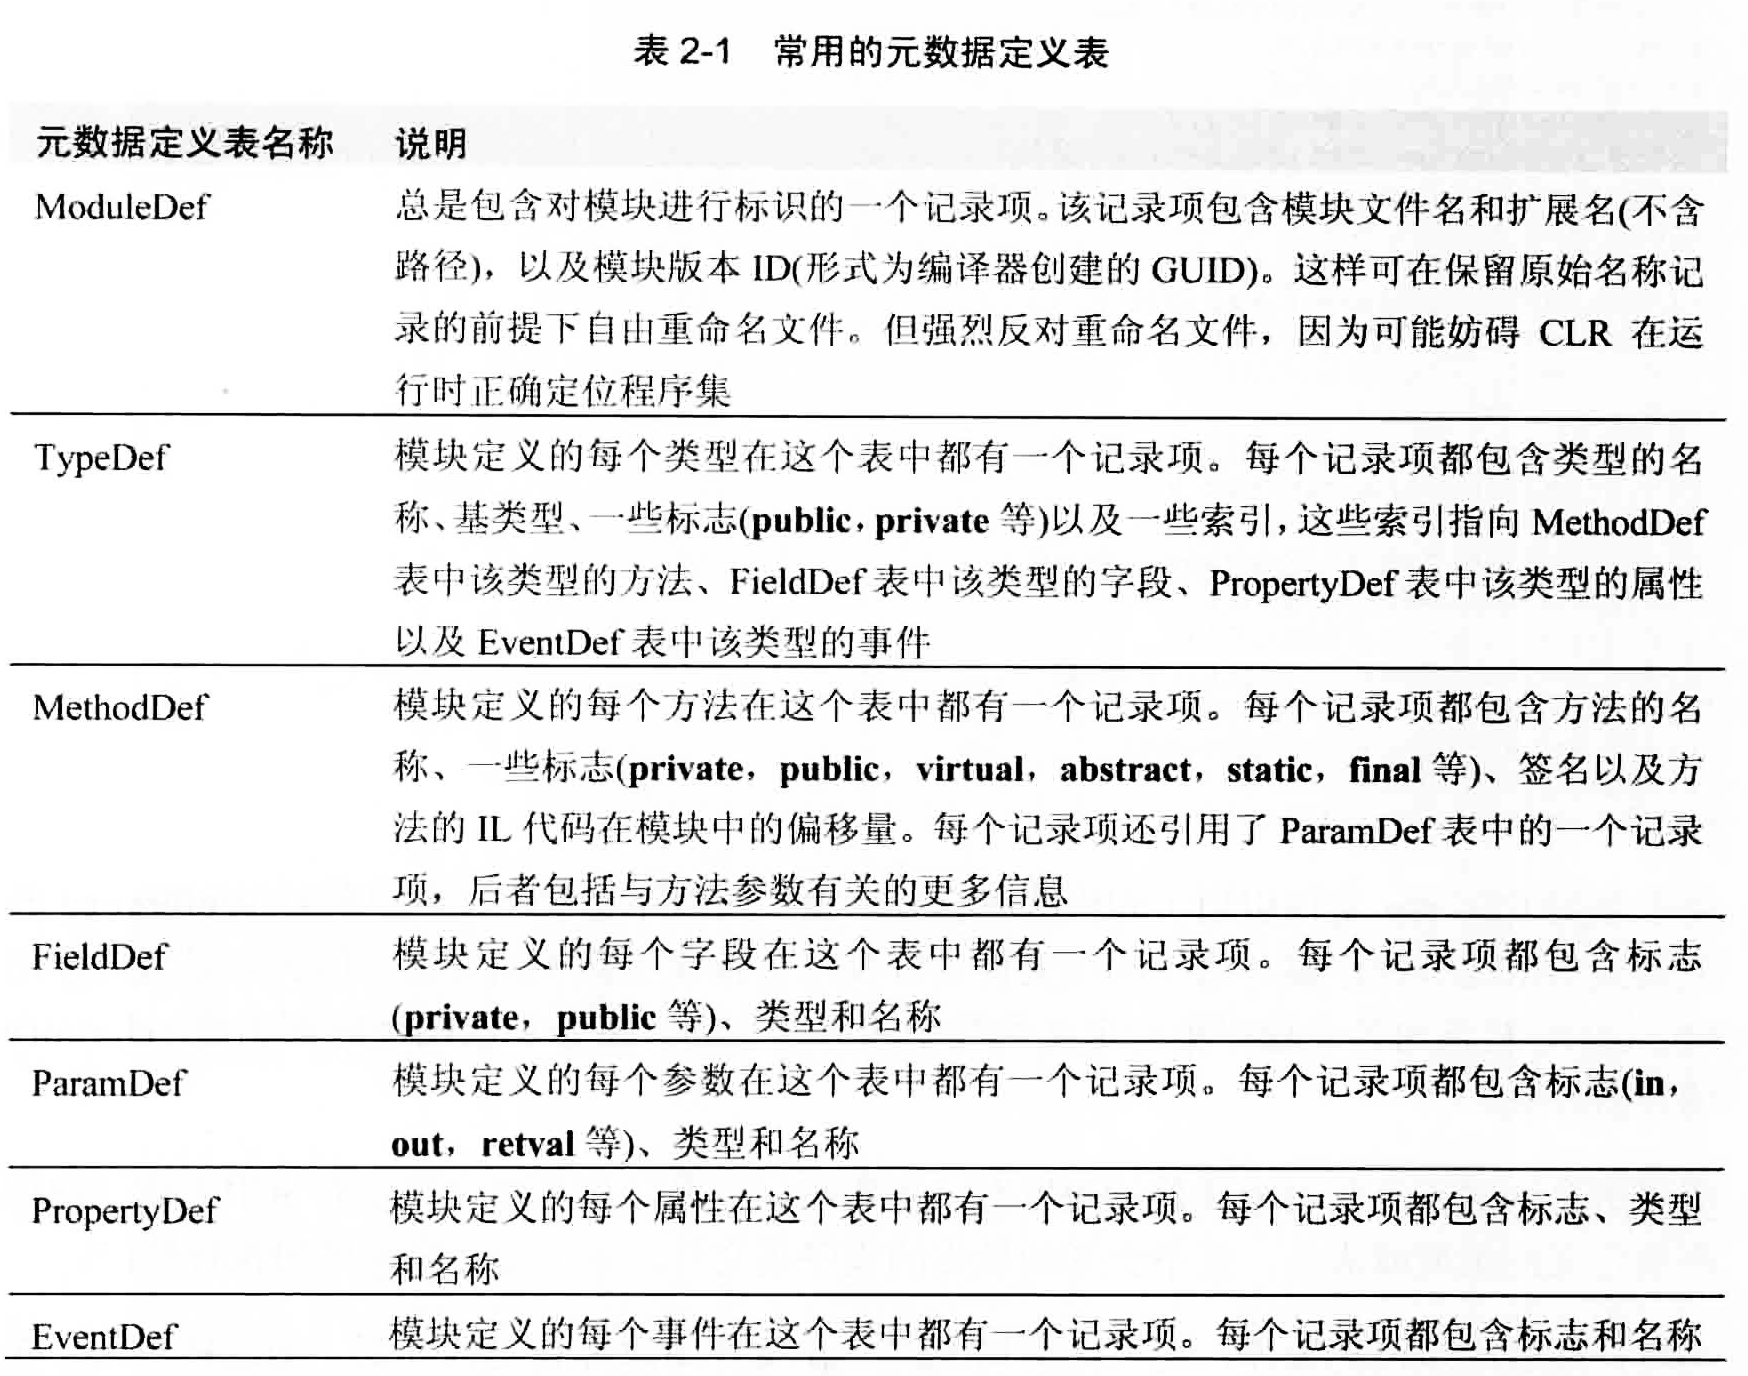 表 2-1 常用的元数据定义表
元数据定义表名称 说明
ModuleDef 总是包含对模块进行标识的一个记录项。该记录项包含模块文件名和扩展名(不含
路径)，以及模块版本 ID(形式为编译器创建的 GUID)。这样可在保留原始名称记
录的前提下自由重命名文件。但强烈反对重命名文件，因为可能妨碍 CLR 在运
行时正确定位程序集
TypeDef 模块定义的每个类型在这个表中都有一个记录项。每个记录项都包含类型的名
称、基类型、一些标志(public，private 等)以及一些索引，这些索引指向 MethodDef
表中该类型的方法、FieldDef 表中该类型的字段、PropertyDef 表中该类型的属性
以及 EventDef 表中该类型的事件
MethodDef 模块定义的每个方法在这个表中都有一个记录项。每个记录项都包含方法的名
称、一些标志(private，public，virtual，abstract，static，final 等)、签名以及方
法的 IL 代码在模块中的偏移量。每个记录项还引用了 ParamDef 表中的一个记录
项，后者包括与方法参数有关的更多信息
FieldDef 模块定义的每个字段在这个表中都有一个记录项。每个记录项都包含标志
(private，public 等)、类型和名称
ParamDef 模块定义的每个参数在这个表中都有一个记录项。每个记录项都包含标志(in，
out，retval 等)、类型和名称
PropertyDef 模块定义的每个属性在这个表中都有一个记录项。每个记录项都包含标志、类型
和名称
EventDef 模块定义的每个事件在这个表中都有一个记录项。每个记录项都包含标志和名称